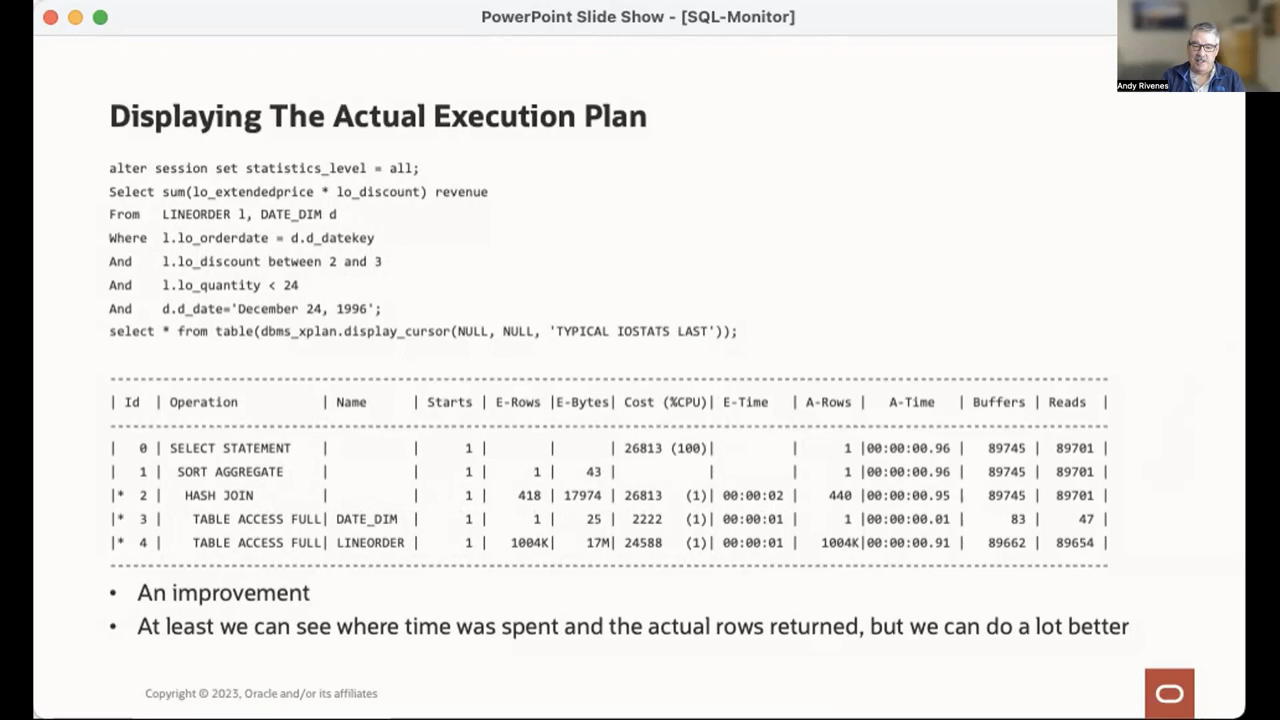 PowerPoint Slide Show - [SQL-Monitor]
Andy Rivenes
Displaying The Actual Execution Plan
alter session set statistics_level = all;
Select sum(lo_extendedprice * lo_discount) revenue
From LINEORDER l, DATE_DIM d
Where l.lo_orderdate = d.d_datekey
And l.lo_discount between 2 and 3
And l.lo_quantity < 24
And d.d_date='December 24, 1996';
select * from table(dbms_xplan.display_cursor(NULL, NULL, 'TYPICAL IOSTATS LAST'));
| Id | Operation | Name | Starts | E-Rows |E-Bytes| Cost (%CPU)| E-Time | A-Rows | A-Time | Buffers | Reads |
| 0 | SELECT STATEMENT | | 1 | | | 26813 (100)| | 1 |00:00:00.96 | 89745 | 89701 |
| 1 | SORT AGGREGATE | | 1 | 1 | 43 | | | 1 |00:00:00.96 | 89745 | 89701 |
|* 2 | HASH JOIN | | 1 | 418 | 17974 | 26813 (1)| 00:00:02 | 440 |00:00:00.95 | 89745 | 89701 |
|* 3 | TABLE ACCESS FULL| DATE_DIM | 1 | 1 | 25 | 2222 (1)| 00:00:01 | 1 |00:00:00.01 | 83 | 47 |
|* 4 | TABLE ACCESS FULL| LINEORDER | 1 | 1004K| 17M| 24588 (1)| 00:00:01 | 1004K|00:00:00.91 | 89662 | 89654 |
• An improvement
• At least we can see where time was spent and the actual rows returned, but we can do a lot better
Copyright © 2023, Oracle and/or its affiliates